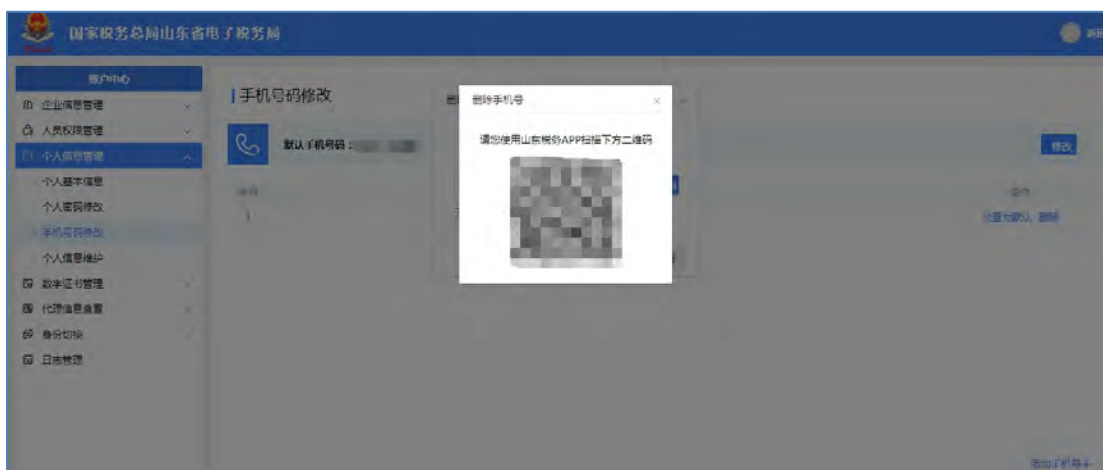 国家税务总局山东省电子税务局
账户中心
企业信息管理
人员权限管理
个人信息管理
个人基本信息
个人密码修改
手机号码修改
个人信息维护
数字证书管理
代理信息查看
身份切换
日志管理
手机号码修改
默认手机号码：
修改
1
设置为默认 删除
删除手机号
×
请您使用山东税务APP扫描下方二维码